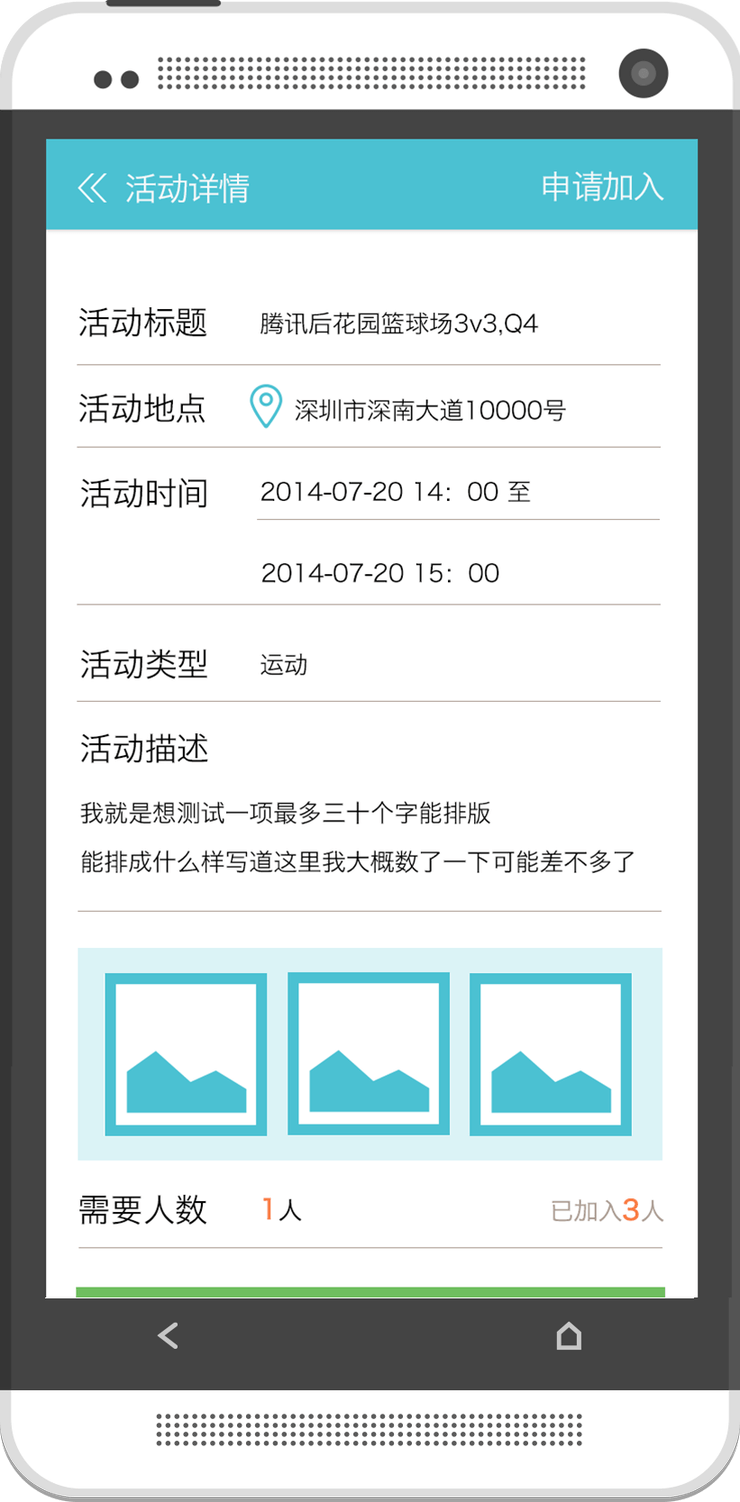 活动详情 申请加入
活动标题 腾讯后花园篮球场3v3,Q4
活动地点 深圳市深南大道10000号
活动时间 2014-07-20 14：00 至
2014-07-20 15：00
活动类型 运动
活动描述
我就是想测试一项最多三十个字能排版
能排成什么样写道这里我大概数了一下可能差不多了
需要人数 1人 已加入3人